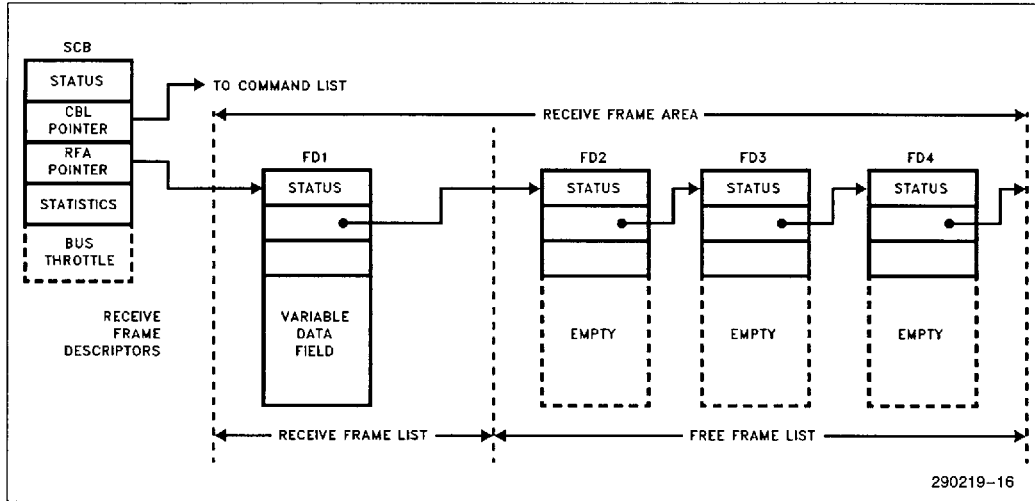 SCB
STATUS
CBL
POINTER
RFA
POINTER
STATISTICS
BUS
THROTTLE
TO COMMAND LIST
RECEIVE FRAME AREA
RECEIVE
FRAME
DESCRIPTORS
FD1
STATUS
VARIABLE
DATA
FIELD
FD2
STATUS
EMPTY
FD3
STATUS
EMPTY
FD4
STATUS
EMPTY
RECEIVE FRAME LIST
FREE FRAME LIST
290219-16